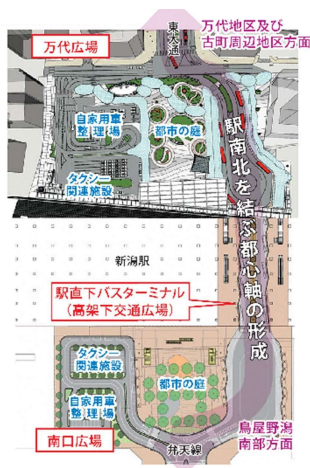 東大通
万代地区及び
古町周辺地区方面
万代広場
自家用車
整理場
都市の庭
タクシー
関連施設
駅南北を結ぶ都心軸の形成
新潟駅
駅直下バスターミナル
（高架下交通広場）
タクシー
関連施設
都市の庭
自家用車
整理場
南口広場
弁天線
鳥屋野潟
南部方面